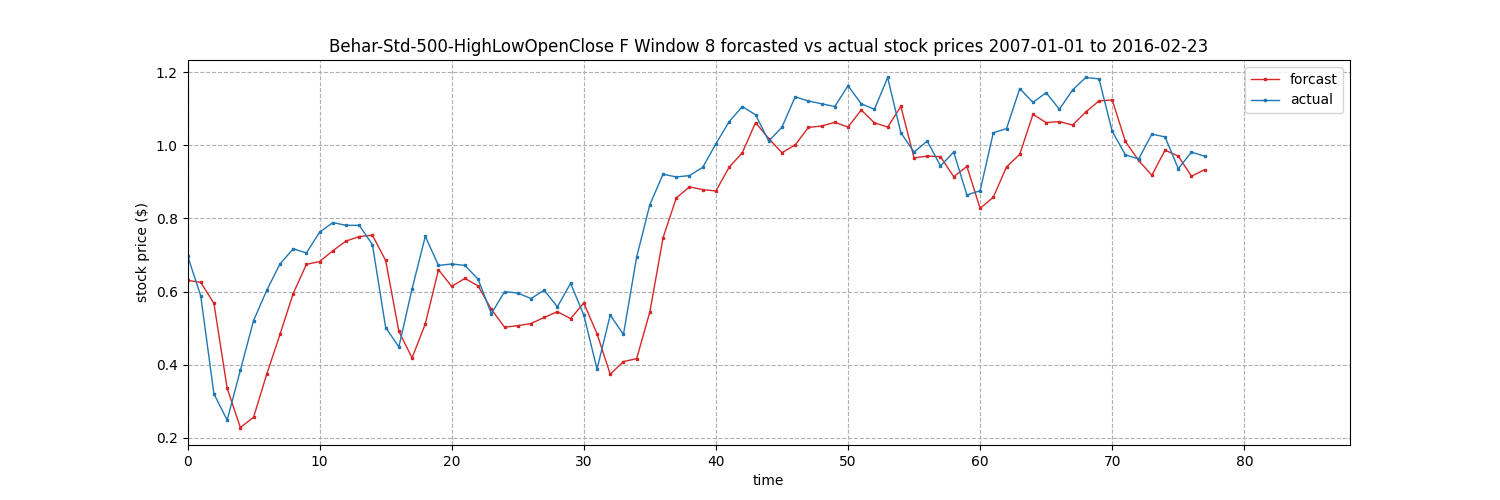 Behar-Std-500-HighLowOpenClose F Window 8 forcasted vs actual stock prices 2007-01-01 to 2016-02-23
forcast
actual
stock price ($)
1.2
1.0
0.8
0.6
0.4
0.2
0 10 20 30 40 50 60 70 80
time